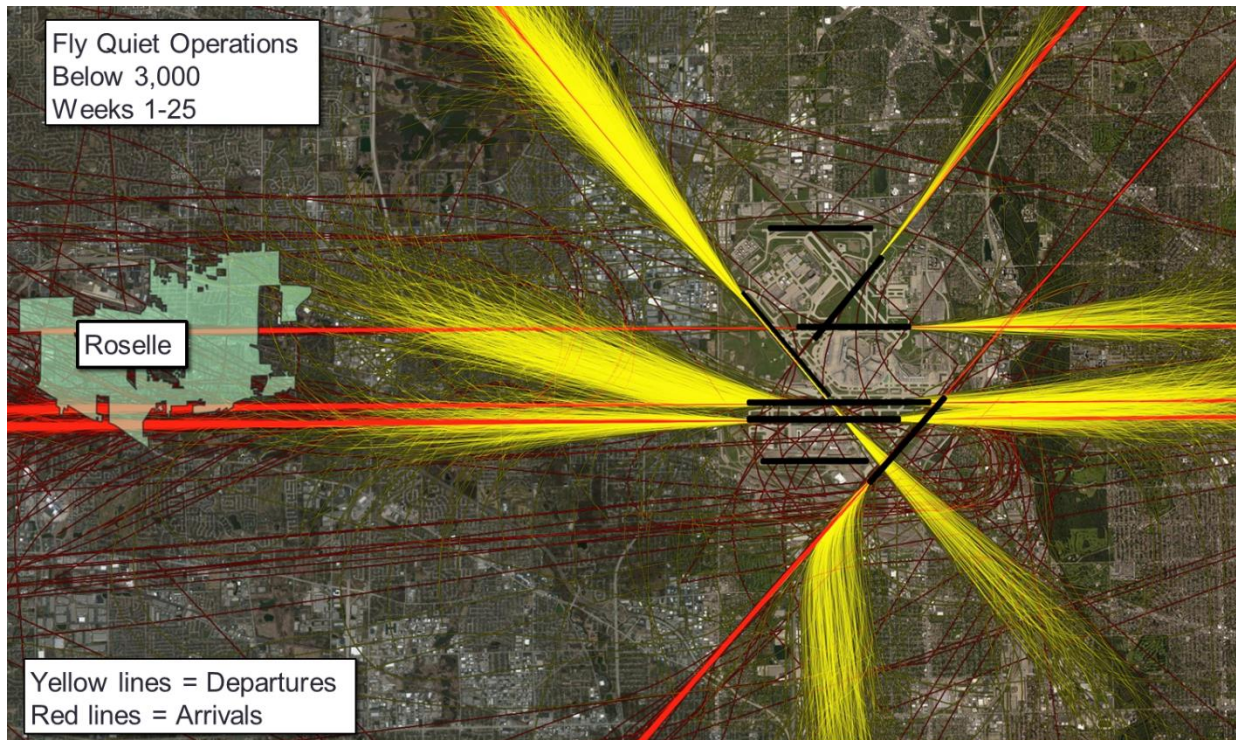 Fly Quiet Operations
Below 3,000
Weeks 1-25
Roselle
Yellow lines = Departures
Red lines = Arrivals